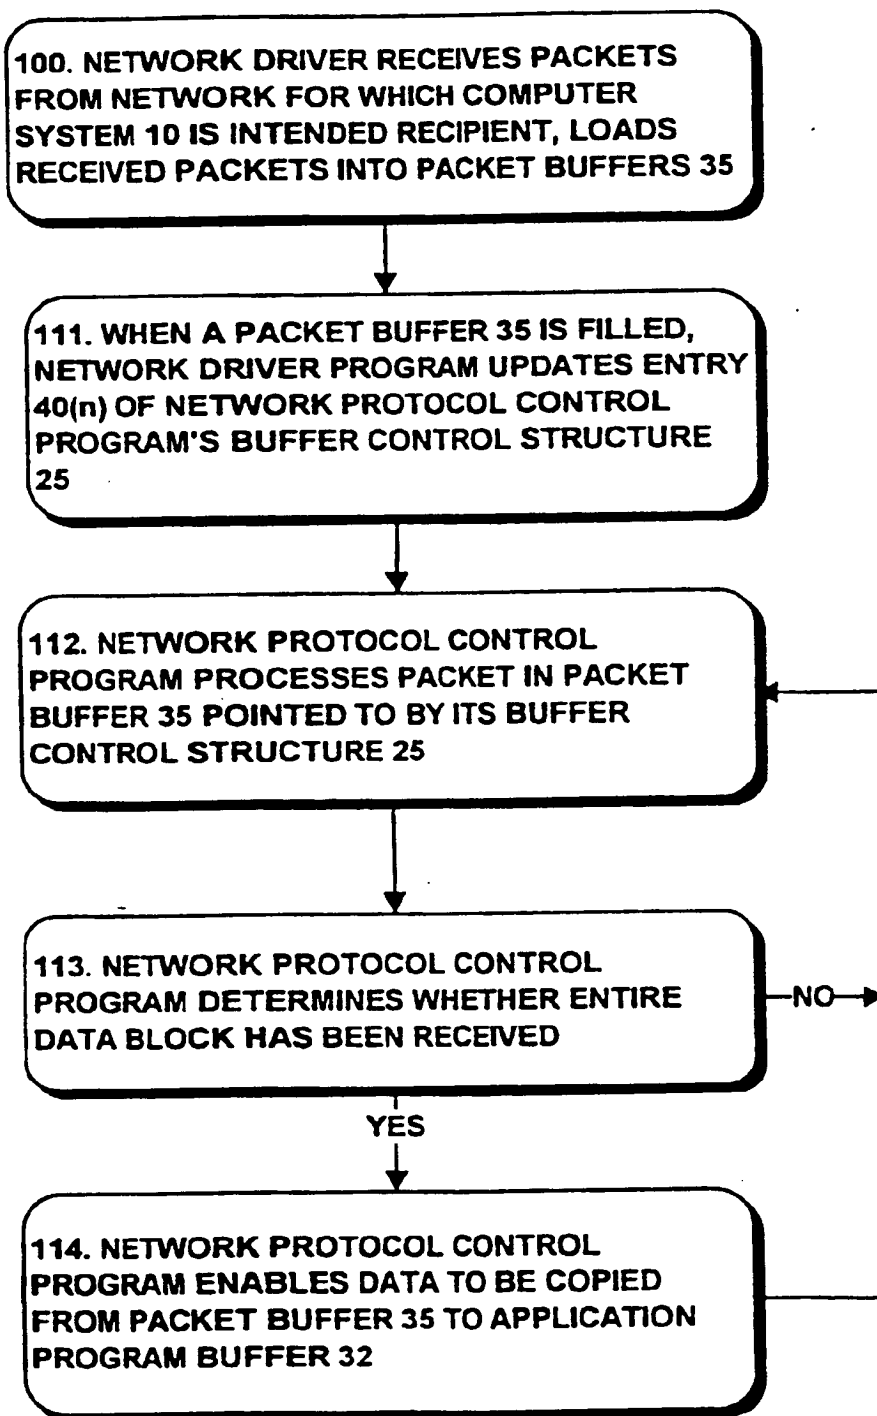 100. NETWORK DRIVER RECEIVES PACKETS
FROM NETWORK FOR WHICH COMPUTER
SYSTEM 10 IS INTENDED RECIPIENT, LOADS
RECEIVED PACKETS INTO PACKET BUFFERS 35
111. WHEN A PACKET BUFFER 35 IS FILLED,
NETWORK DRIVER PROGRAM UPDATES ENTRY
40(n) OF NETWORK PROTOCOL CONTROL
PROGRAM'S BUFFER CONTROL STRUCTURE
25
112. NETWORK PROTOCOL CONTROL
PROGRAM PROCESSES PACKET IN PACKET
BUFFER 35 POINTED TO BY ITS BUFFER
CONTROL STRUCTURE 25
113. NETWORK PROTOCOL CONTROL
PROGRAM DETERMINES WHETHER ENTIRE
DATA BLOCK HAS BEEN RECEIVED
NO
YES
114. NETWORK PROTOCOL CONTROL
PROGRAM ENABLES DATA TO BE COPIED
FROM PACKET BUFFER 35 TO APPLICATION
PROGRAM BUFFER 32